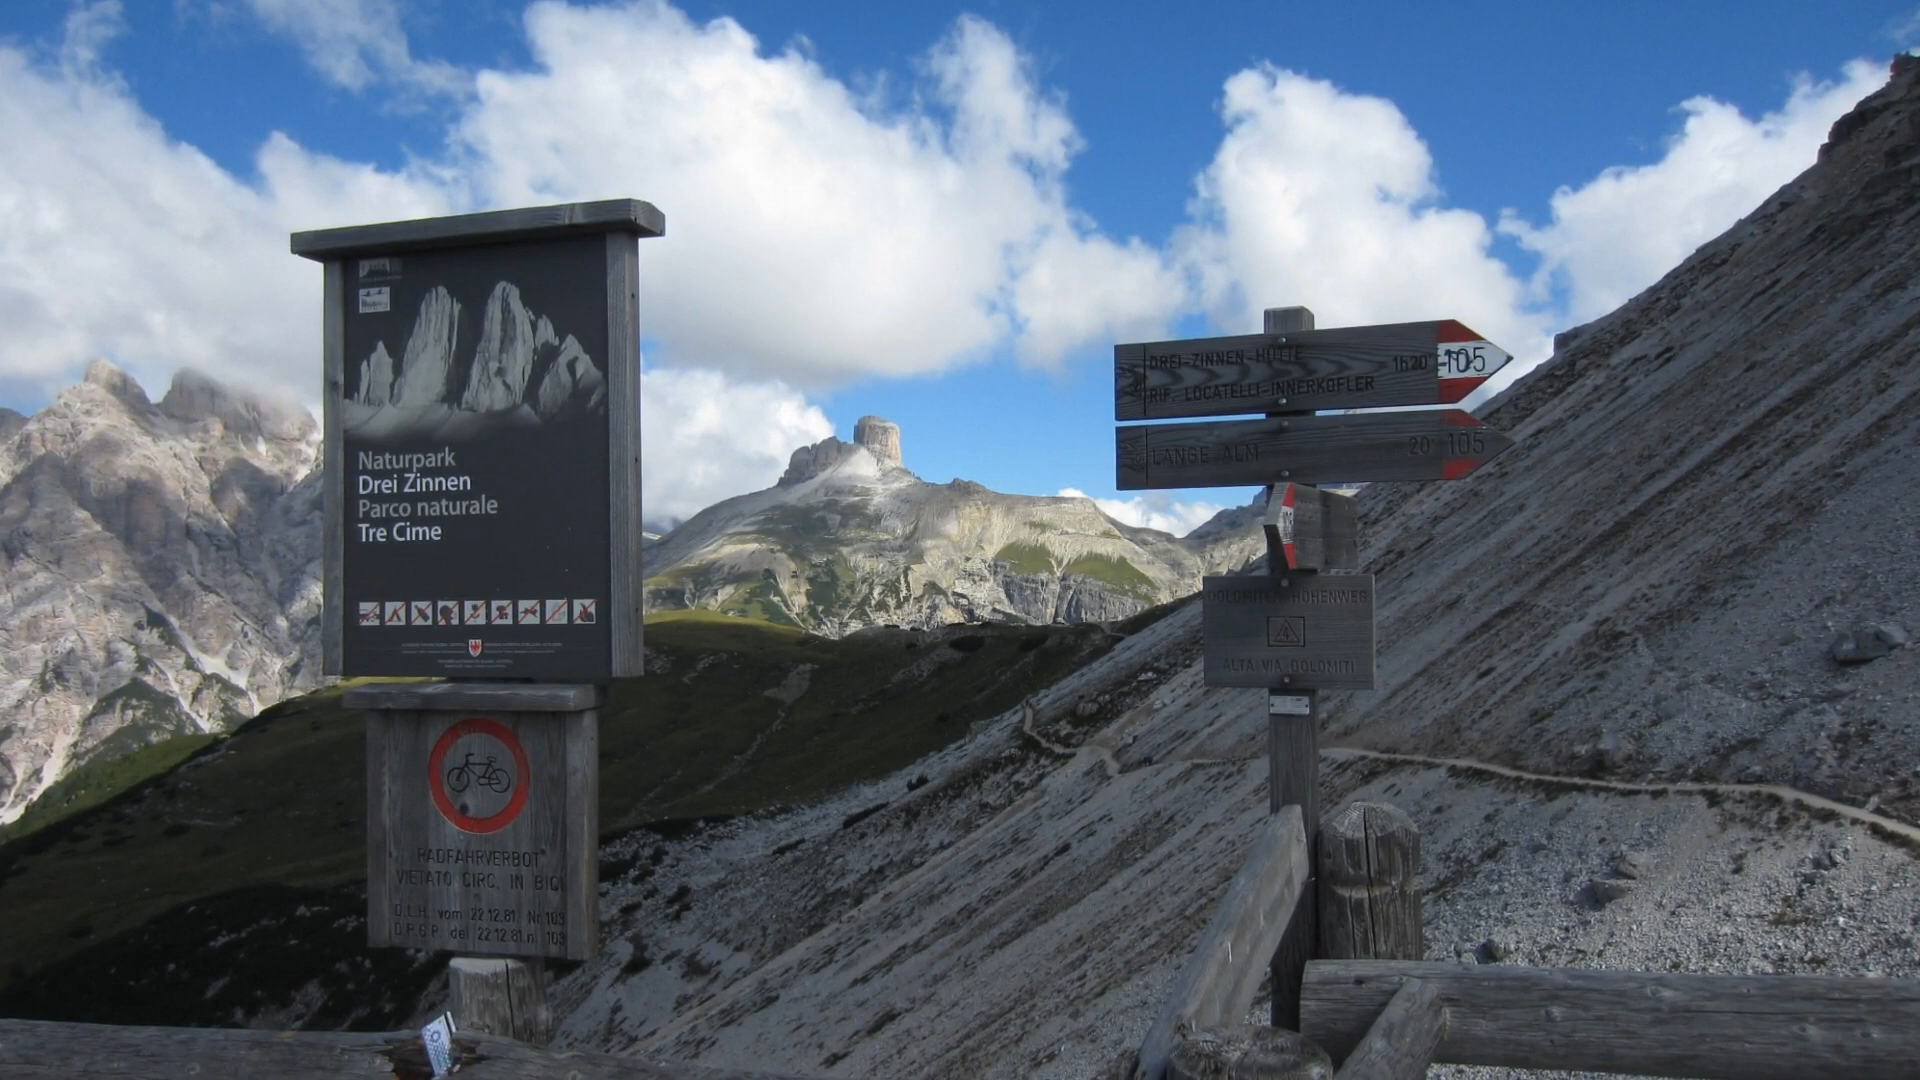 Naturpark
Drei Zinnen
Parco naturale
Tre Cime
RADFAHRVERBOT
VIETATO CIRC. IN BICI
D.L.H. vom 22.12.81. Nr 103
D.P.G.P. del 22.12.81.n. 103
DREI-ZINNEN-HÜTTE 1h20' 105
RIF. LOCATELLI-INNERKOFLER
LANGE ALM 20' 105
DOLOMITEN HÖHENWEG
4
ALTA VIA DOLOMITI